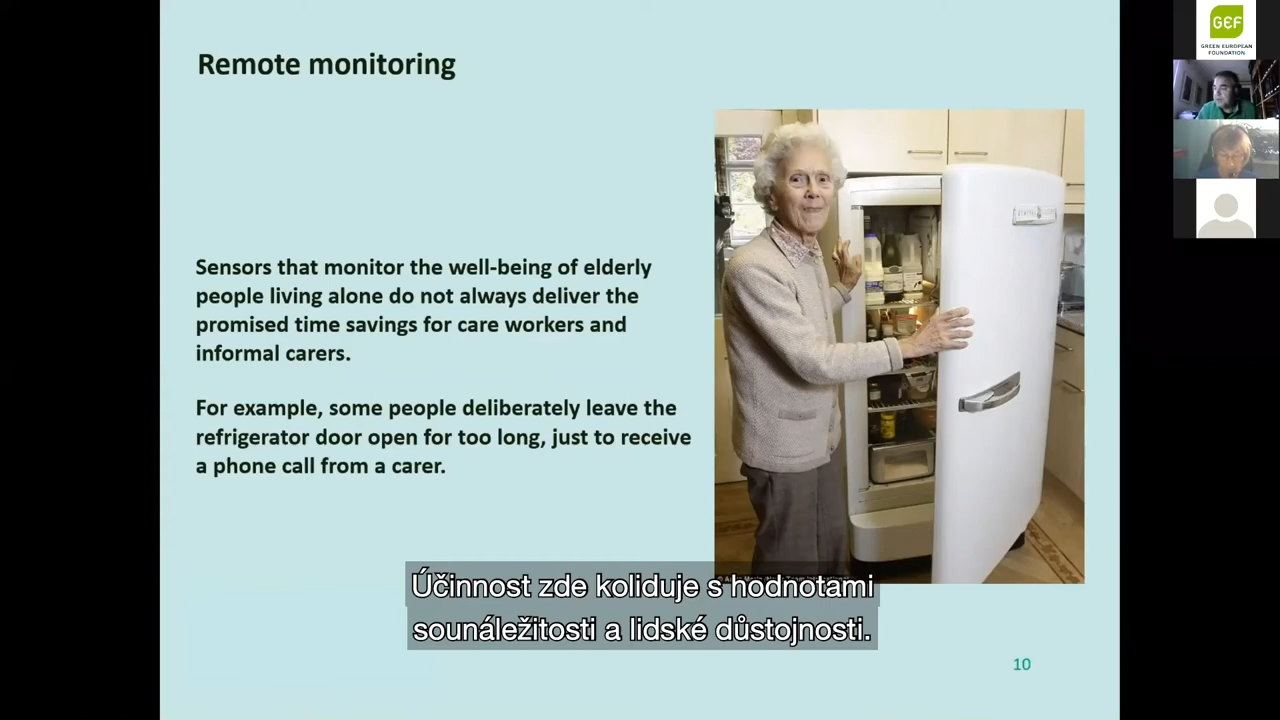 Remote monitoring
GEF
GREEN EUROPEAN
FOUNDATION
Sensors that monitor the well-being of elderly
people living alone do not always deliver the
promised time savings for care workers and
informal carers.
For example, some people deliberately leave the
refrigerator door open for too long, just to receive
a phone call from a carer.
Účinnost zde koliduje s hodnotami
sounáležitosti a lidské důstojnosti.
10